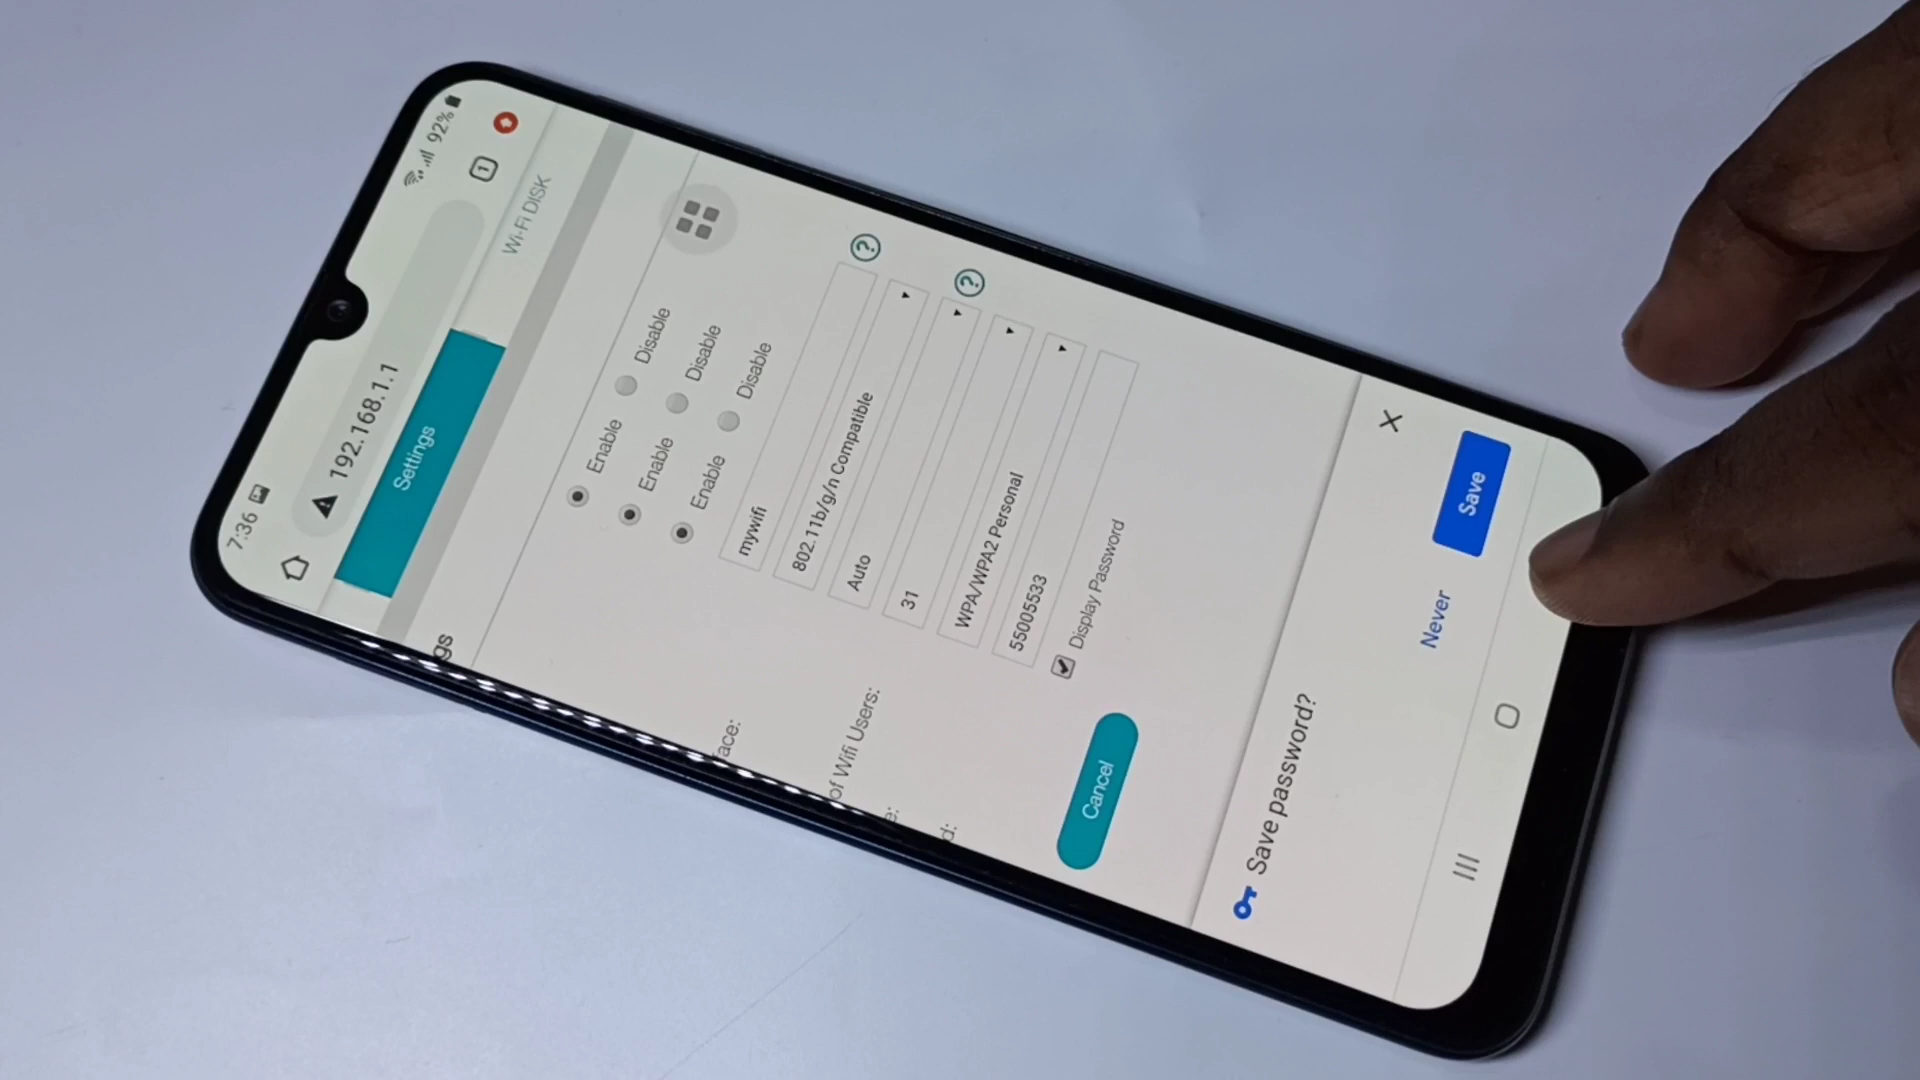 7:36
92%
192.168.1.1
1
Settings
Wi-Fi DISK
gs
Enable Disable
Enable Disable
Enable Disable
mywifi
ace: 802.11b/g/n Compatible
?
Auto
of Wifi Users: 31
?
e: WPA/WPA2 Personal
d: 55005533
Display Password
Cancel
Save password?
Never
Save